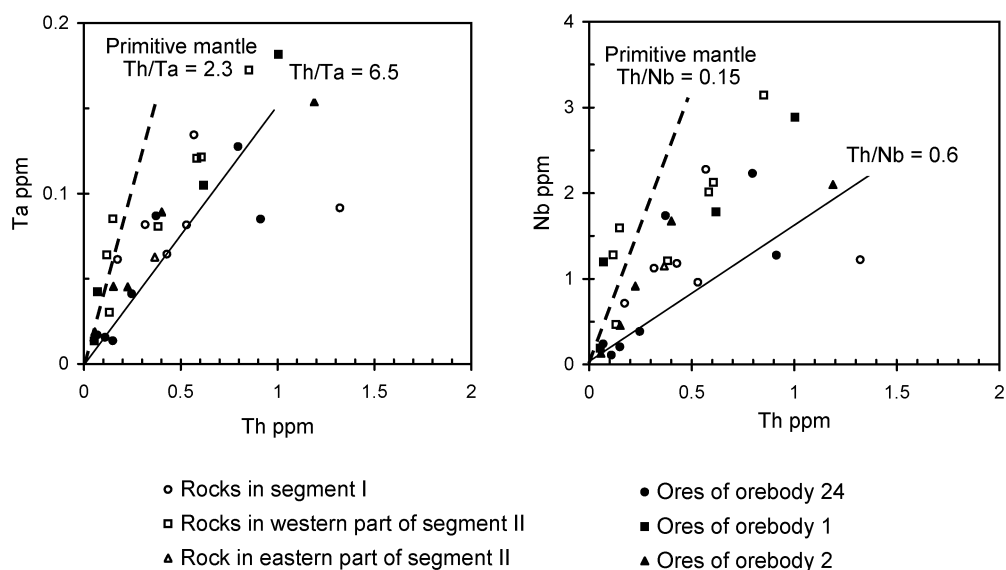 0.2
Primitive mantle
Th/Ta = 2.3
Th/Ta = 6.5
Ta ppm
0.1
0
0
0.5
1
1.5
2
Th ppm
4
Primitive mantle
Th/Nb = 0.15
3
Th/Nb = 0.6
Nb ppm
2
1
0
0
0.5
1
1.5
2
Th ppm
Rocks in segment I
Rocks in western part of segment II
Rock in eastern part of segment II
Ores of orebody 24
Ores of orebody 1
Ores of orebody 2